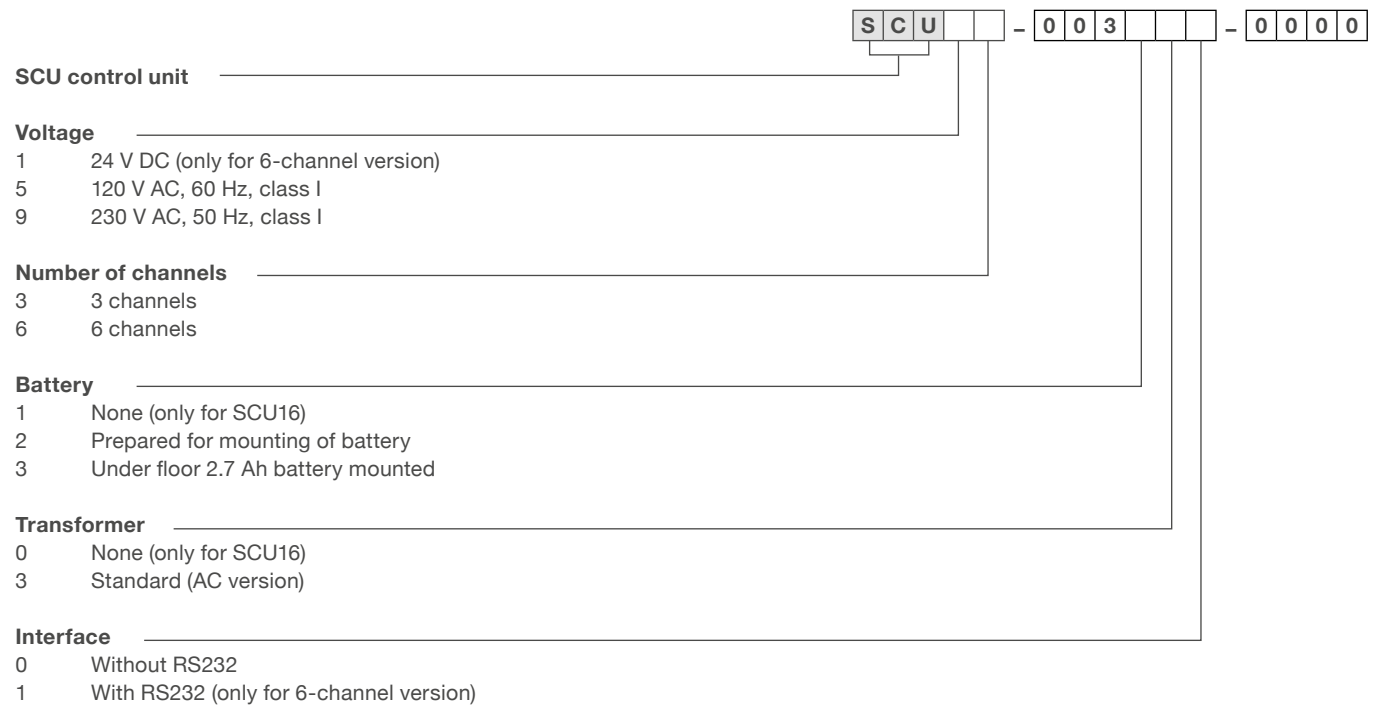 S C U – 0 0 3 – 0 0 0 0
SCU control unit
Voltage
1 24 V DC (only for 6-channel version)
5 120 V AC, 60 Hz, class I
9 230 V AC, 50 Hz, class I
Number of channels
3 3 channels
6 6 channels
Battery
1 None (only for SCU16)
2 Prepared for mounting of battery
3 Under floor 2.7 Ah battery mounted
Transformer
0 None (only for SCU16)
3 Standard (AC version)
Interface
0 Without RS232
1 With RS232 (only for 6-channel version)